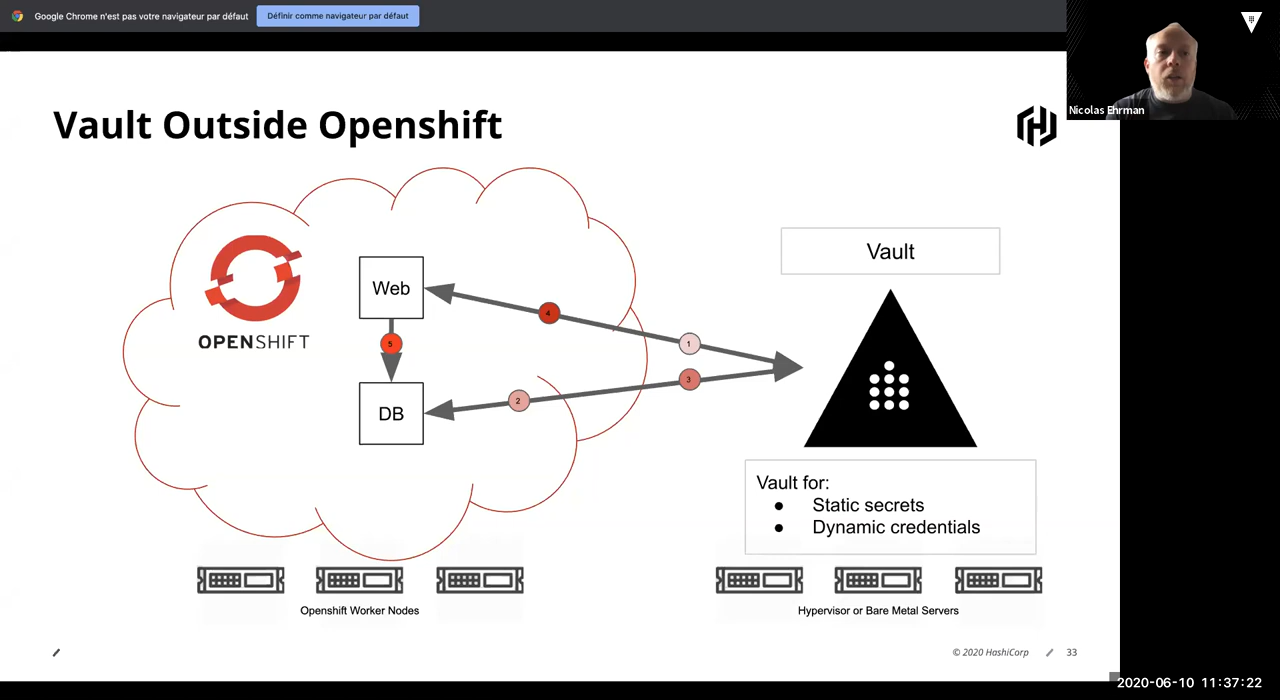 Google Chrome n'est pas votre navigateur par défaut
Définir comme navigateur par défaut
Nicolas Ehrman
Vault Outside Openshift
OPENSHIFT
Web
DB
4
1
5
3
2
Vault
Vault for:
● Static secrets
● Dynamic credentials
Openshift Worker Nodes
Hypervisor or Bare Metal Servers
© 2020 HashiCorp
33
2020-06-10 11:37:22